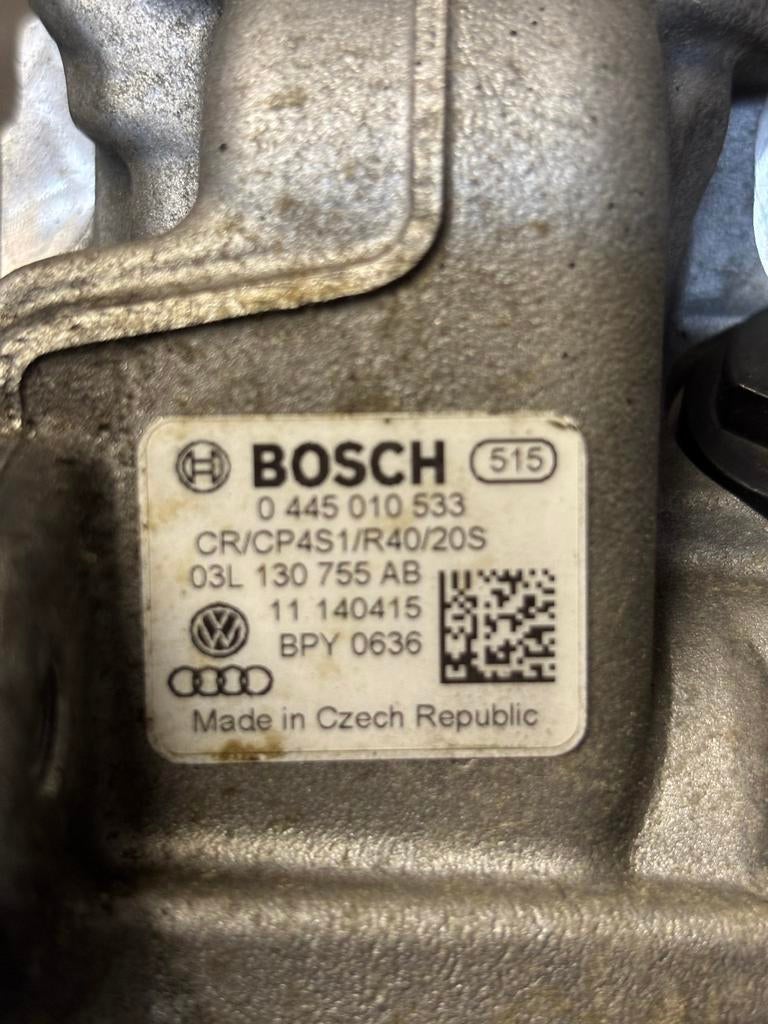 BOSCH 515
0 445 010 533
CR/CP4S1/R40/20S
03L 130 755 AB
11 140415
BPY 0636
Made in Czech Republic